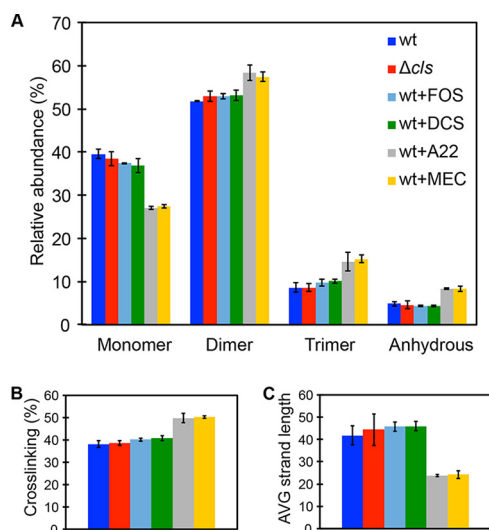 A
Relative abundance (%)
70
60
50
40
30
20
10
0
wt
Δcls
wt+FOS
wt+DCS
wt+A22
wt+MEC
Monomer Dimer Trimer Anhydrous
B
Crosslinking (%)
60
50
40
30
20
10
0
C
AVG strand length
60
50
40
30
20
10
0